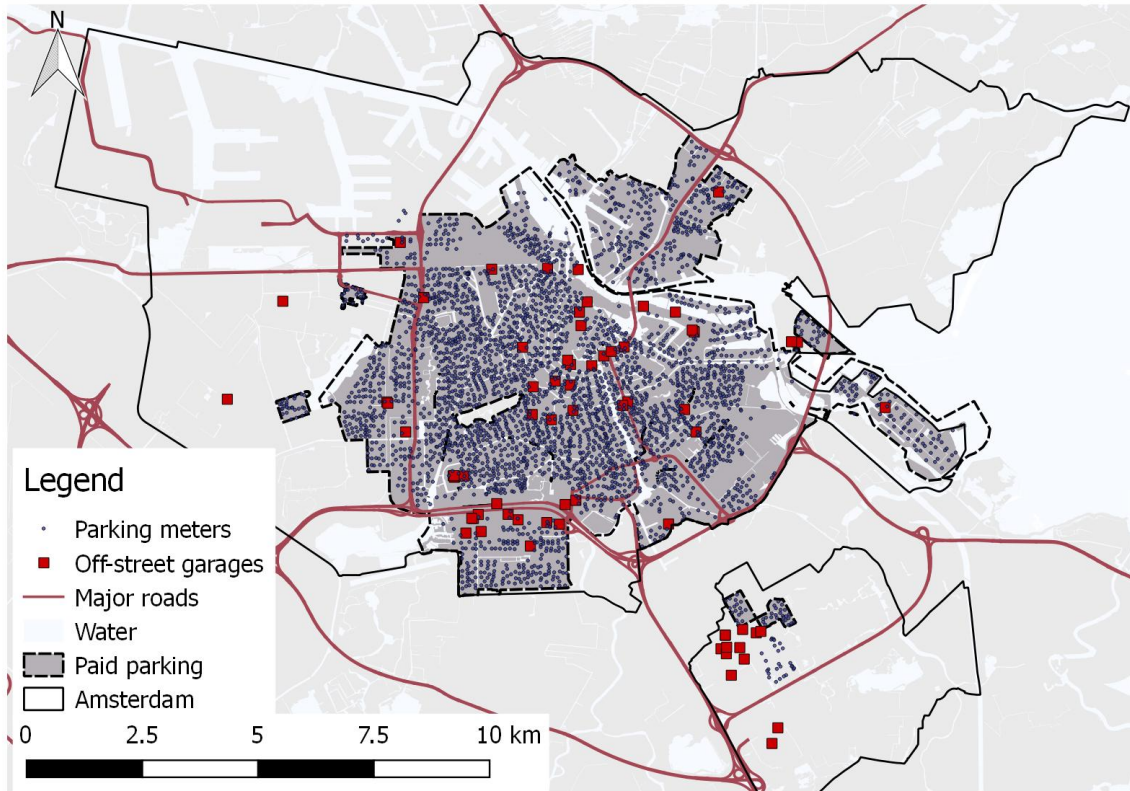 N
Legend
Parking meters
Off-street garages
Major roads
Water
Paid parking
Amsterdam
0 2.5 5 7.5 10 km